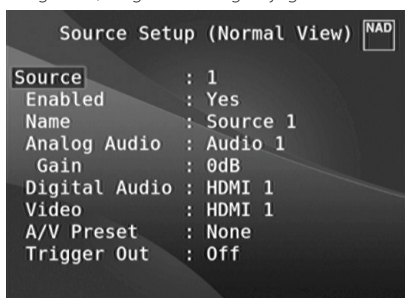 Source Setup (Normal View) NAD
Source : 1
Enabled : Yes
Name : Source 1
Analog Audio : Audio 1
Gain : 0dB
Digital Audio : HDMI 1
Video : HDMI 1
A/V Preset : None
Trigger Out : Off